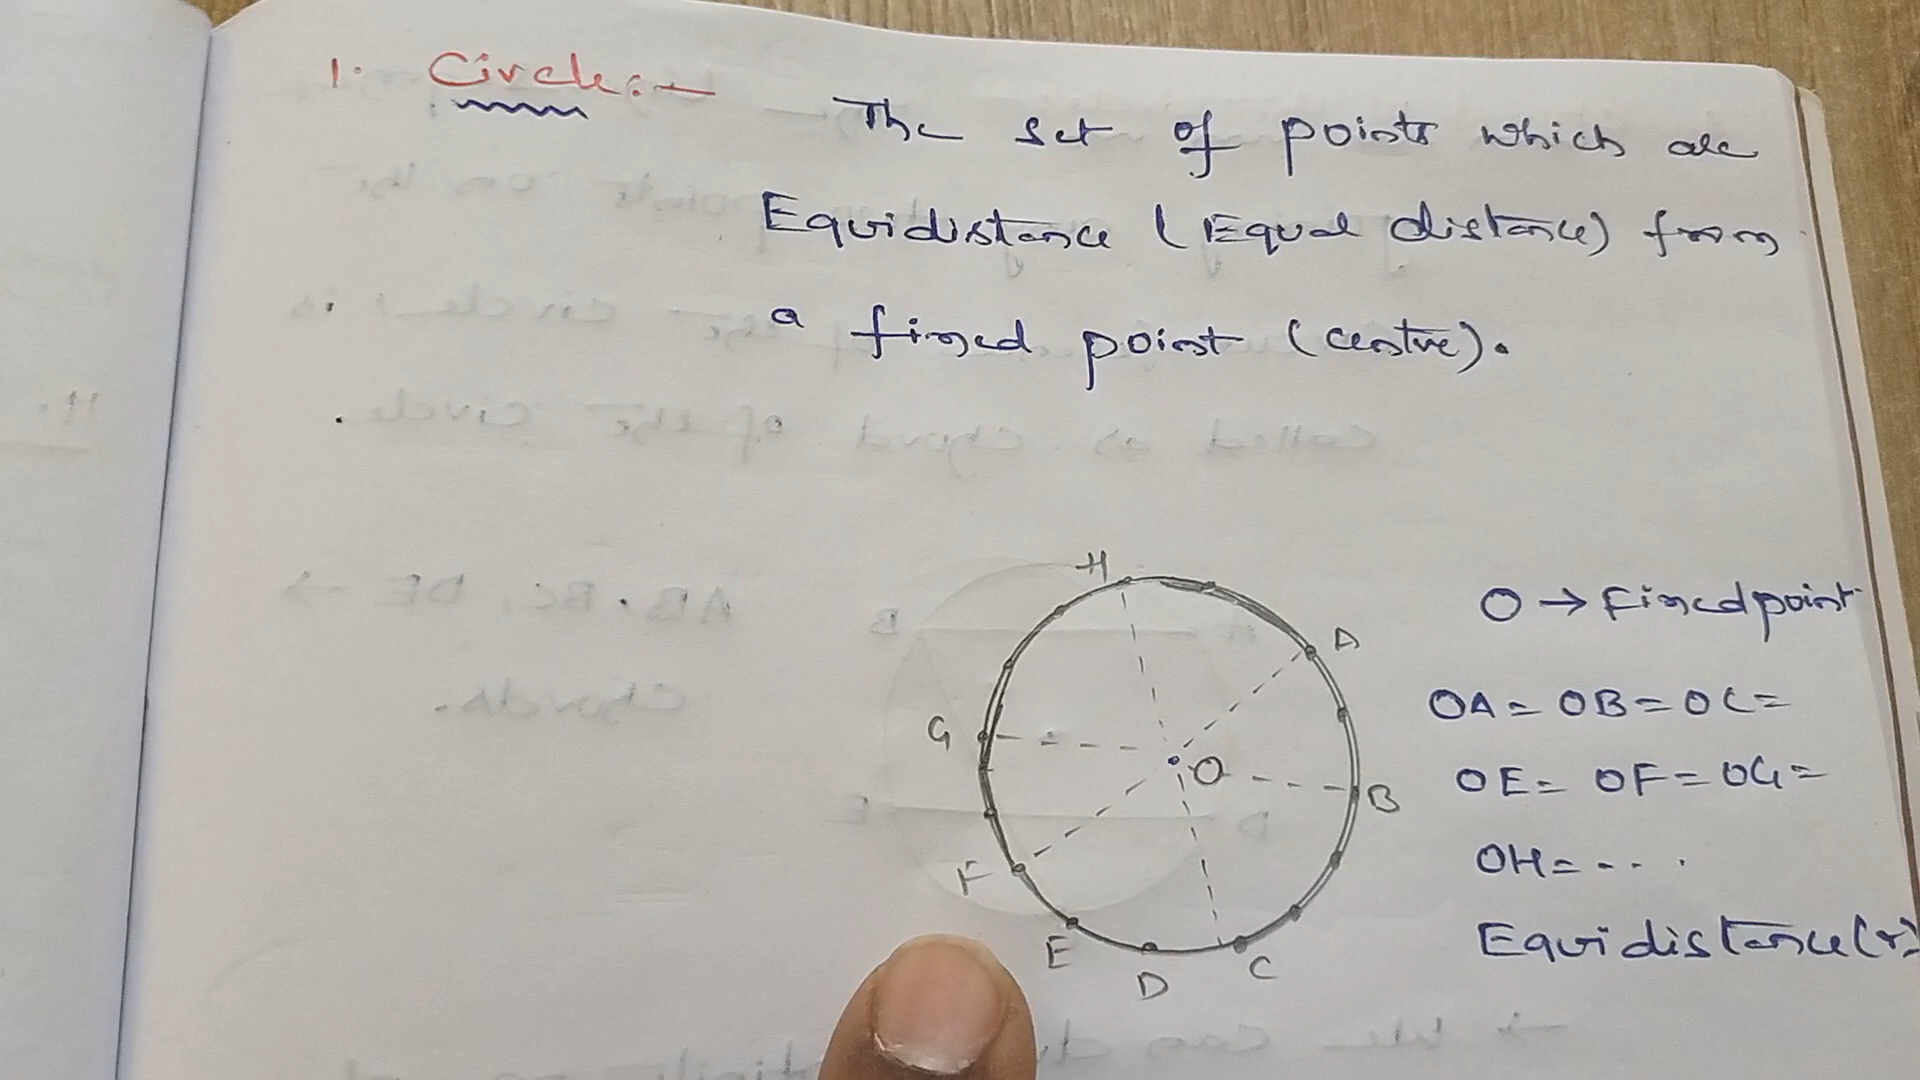 1. Circle:-
The set of points which are
Equidistance (Equal distance) from
a fixed point (centre).
H
A
G
O
B
F
E
D
C
O → Fixed point
OA = OB = OC =
OE = OF = OG =
OH = - - - .
Equidistance (r)